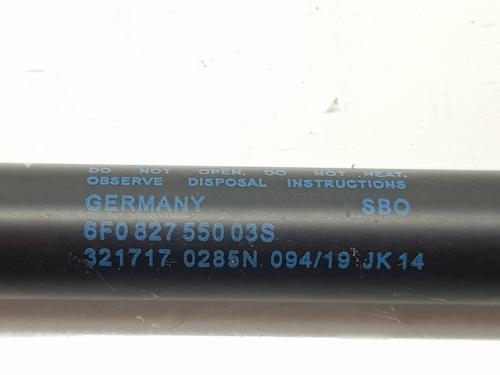 DO NOT OPEN. DO NOT HEAT.
OBSERVE DISPOSAL INSTRUCTIONS
GERMANY SBO
6F0 827 550 03S
321717 0285N 094/19 JK 14